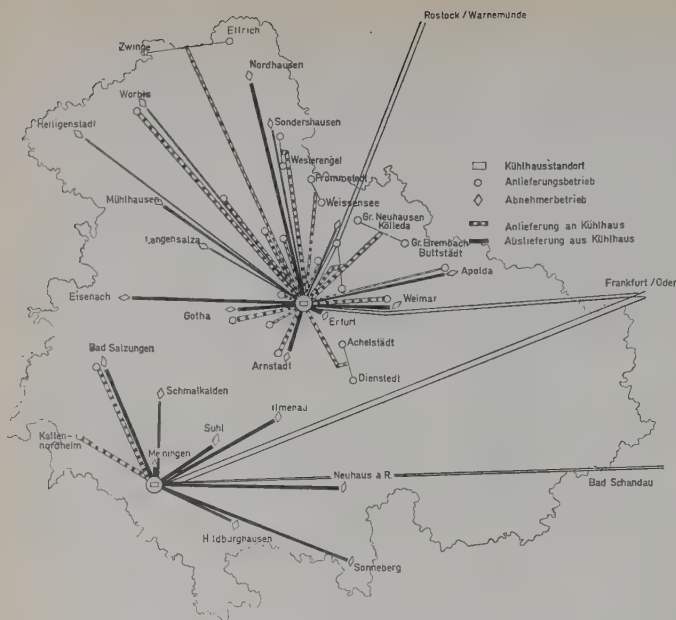 Rostock / Warnemünde
Ellrich
Zwinge
Nordhausen
Worbis
Sondershausen
Heiligenstadt
Westerengel
Frömmstedt
Weissensee
Mühlhausen
Gr. Neuhausen
Kölleda
Langensalza
Gr. Brembach
Buttstädt
Apolda
Frankfurt /Oder
Eisenach
Weimar
Gotha
Erfurt
Achelstädt
Arnstadt
Dienstedt
Bad Salzungen
Schmalkalden
Ilmenau
Suhl
Kalten-
nordheim
Meiningen
Neuhaus a.R.
Bad Schandau
Hildburghausen
Sonneberg
Kühlhausstandort
Anlieferungsbetrieb
Abnehmerbetrieb
Anlieferung an Kühlhaus
Auslieferung aus Kühlhaus